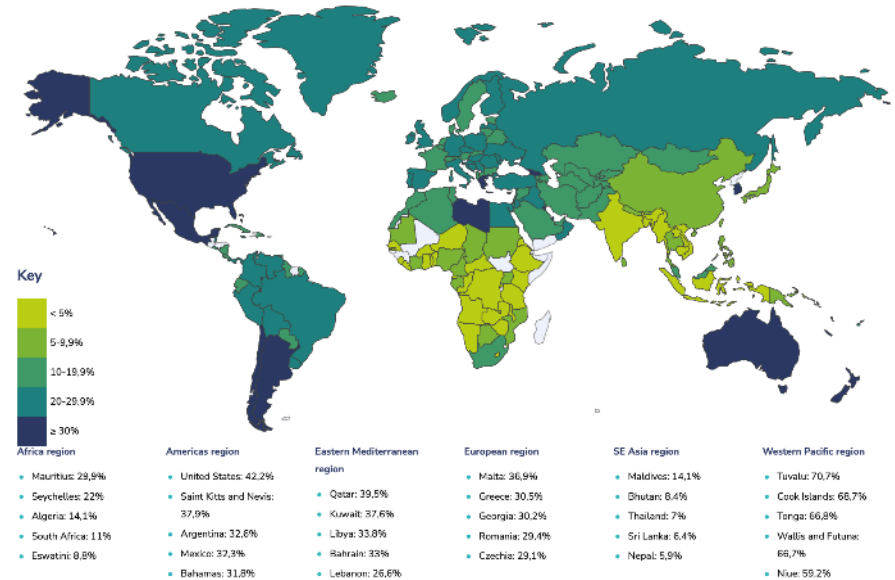 Key
< 5%
5-9,9%
10-19,9%
20-29,9%
≥ 30%
Africa region
Mauritius: 29,9%
Seychelles: 22%
Algeria: 14,1%
South Africa: 11%
Eswatini: 8,8%
Americas region
United States: 42,2%
Saint Kitts and Nevis:
37,9%
Argentina: 32,6%
Mexico: 32,3%
Bahamas: 31,8%
Eastern Mediterranean
region
Qatar: 39,5%
Kuwait: 37,6%
Libya: 33,8%
Bahrain: 33%
Lebanon: 26,6%
European region
Malta: 36,9%
Greece: 30,5%
Georgia: 30,2%
Romania: 29,4%
Czechia: 29,1%
SE Asia region
Maldives: 14,1%
Bhutan: 8,4%
Thailand: 7%
Sri Lanka: 6,4%
Nepal: 5,9%
Western Pacific region
Tuvalu: 70,7%
Cook Islands: 68,7%
Tonga: 66,8%
Wallis and Futuna:
66,7%
Niue: 59,2%